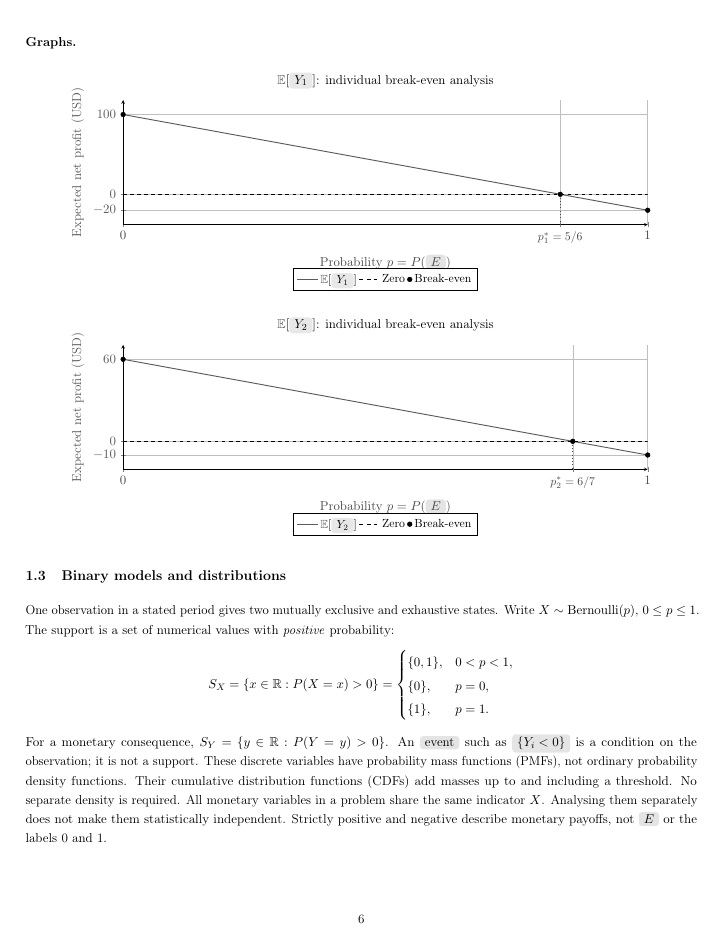 Graphs.
𝔼[ Y₁ ]: individual break-even analysis
Expected net profit (USD)
100
0
−20
0
p₁* = 5/6
1
Probability p = P( E )
𝔼[ Y₁ ] Zero Break-even
𝔼[ Y₂ ]: individual break-even analysis
Expected net profit (USD)
60
0
−10
0
p₂* = 6/7
1
Probability p = P( E )
𝔼[ Y₂ ] Zero Break-even
1.3 Binary models and distributions
One observation in a stated period gives two mutually exclusive and exhaustive states. Write X ∼ Bernoulli(p), 0 ≤ p ≤ 1.
The support is a set of numerical values with positive probability:
{0, 1}, 0 < p < 1,
S_X = {x ∈ ℝ : P(X = x) > 0} = { {0}, p = 0,
{1}, p = 1.
For a monetary consequence, S_Y = {y ∈ ℝ : P(Y = y) > 0}. An event such as {Y_i < 0} is a condition on the
observation; it is not a support. These discrete variables have probability mass functions (PMFs), not ordinary probability
density functions. Their cumulative distribution functions (CDFs) add masses up to and including a threshold. No
separate density is required. All monetary variables in a problem share the same indicator X. Analysing them separately
does not make them statistically independent. Strictly positive and negative describe monetary payoffs, not E or the
labels 0 and 1.
6